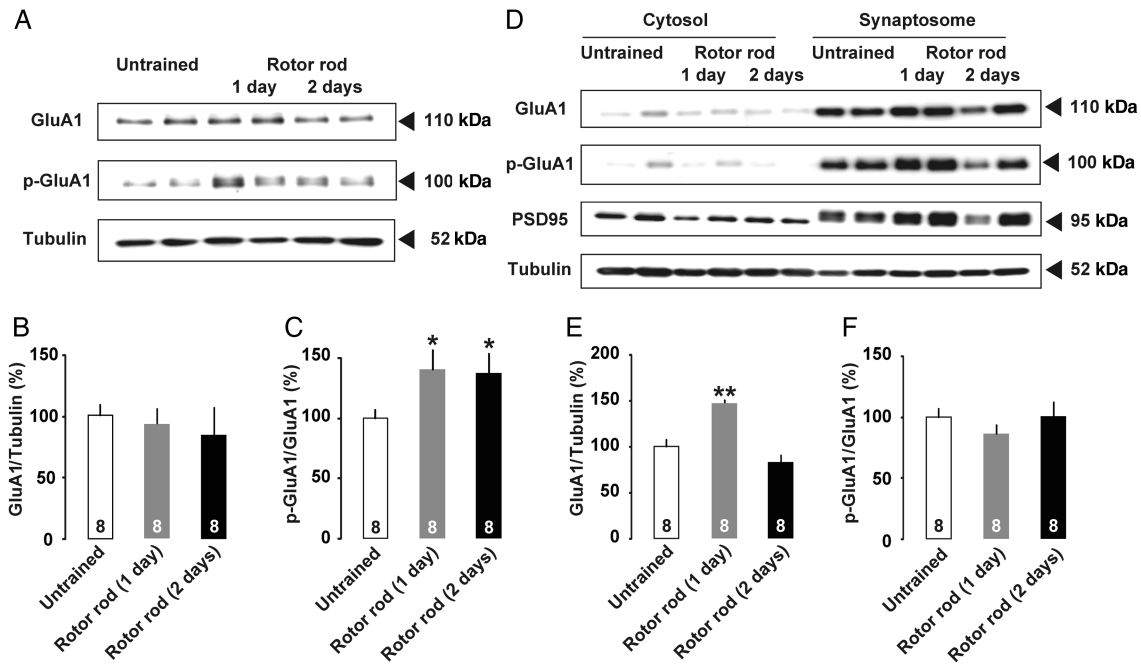 A
Untrained Rotor rod
1 day 2 days
GluA1 110 kDa
p-GluA1 100 kDa
Tubulin 52 kDa
D
Cytosol Synaptosome
Untrained Rotor rod Untrained Rotor rod
1 day 2 days 1 day 2 days
GluA1 110 kDa
p-GluA1 100 kDa
PSD95 95 kDa
Tubulin 52 kDa
B
GluA1/Tubulin (%)
150
100
50
0
8 8 8
Untrained
Rotor rod (1 day)
Rotor rod (2 days)
C
p-GluA1/GluA1 (%)
150
100
50
0
* *
8 8 8
Untrained
Rotor rod (1 day)
Rotor rod (2 days)
E
GluA1/Tubulin (%)
200
150
100
50
0
**
8 8 8
Untrained
Rotor rod (1 day)
Rotor rod (2 days)
F
p-GluA1/GluA1 (%)
150
100
50
0
8 8 8
Untrained
Rotor rod (1 day)
Rotor rod (2 days)